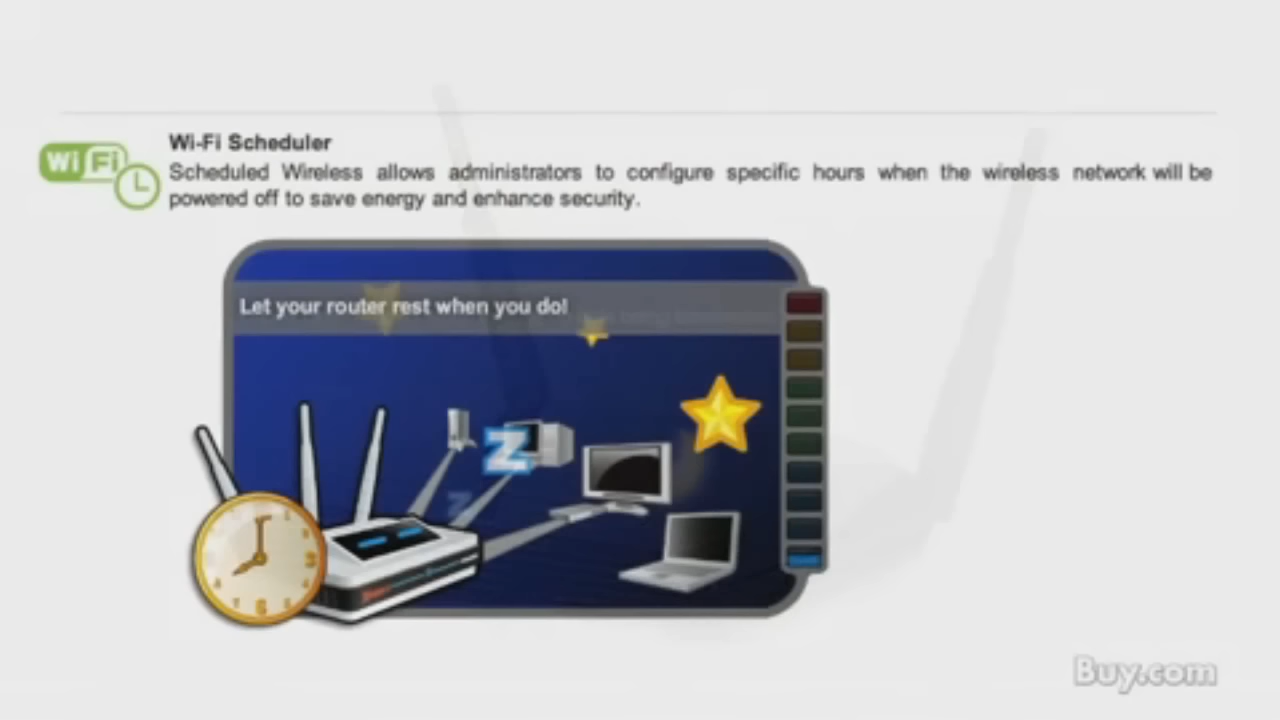 Wi-Fi Scheduler
Wi Fi
Scheduled Wireless allows administrators to configure specific hours when the wireless network will be
powered off to save energy and enhance security.
Let your router rest when you do!
Z
Z
Buy.com